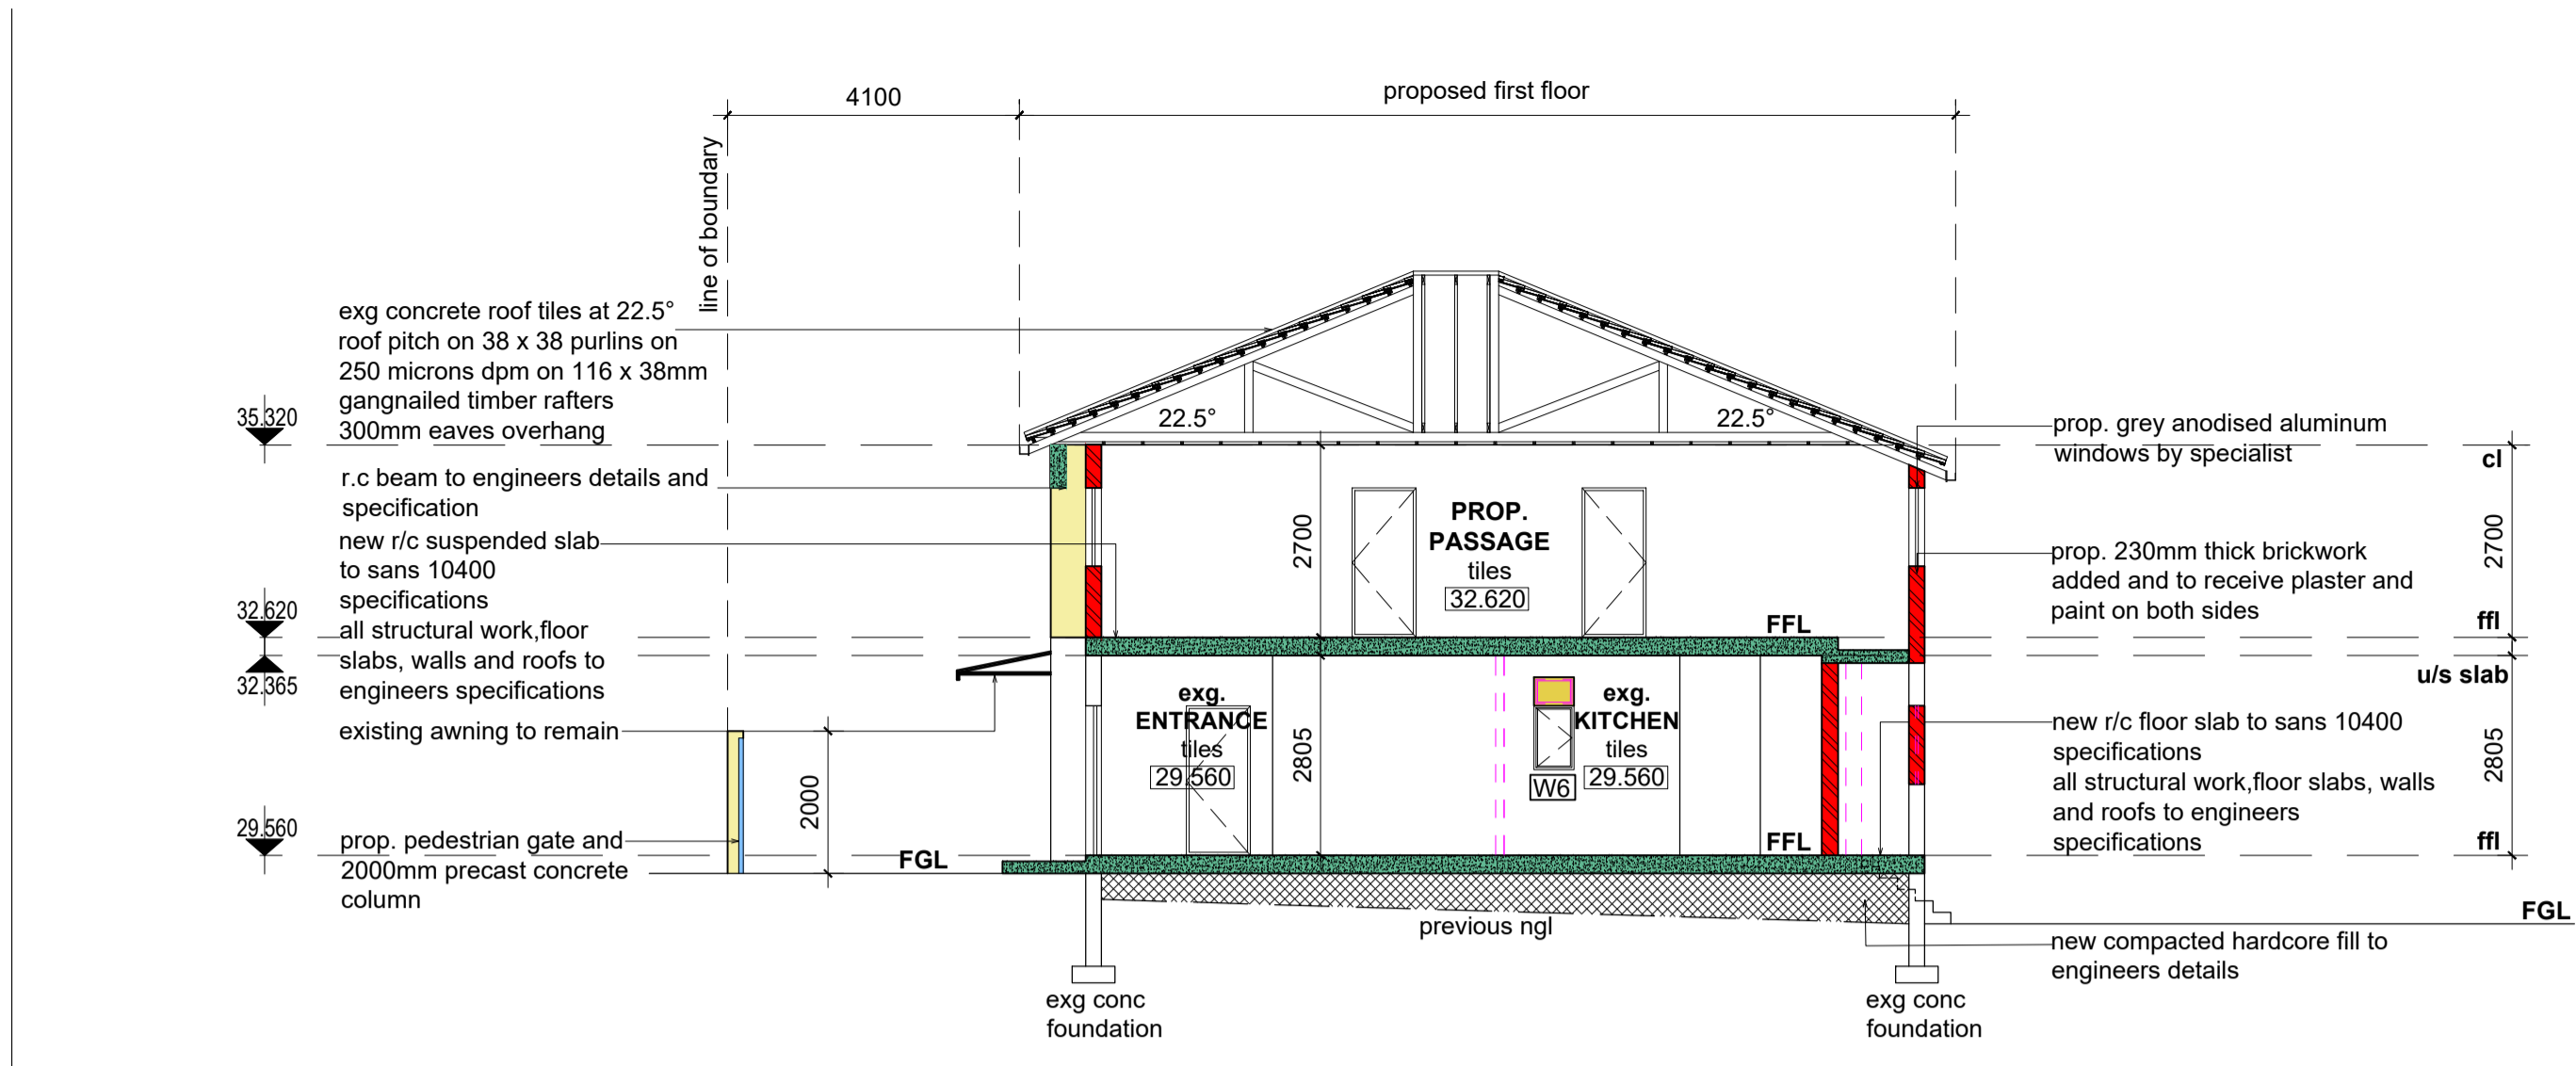 4100
proposed first floor
line of boundary
exg concrete roof tiles at 22.5°
roof pitch on 38 x 38 purlins on
250 microns dpm on 116 x 38mm
gangnailed timber rafters
300mm eaves overhang
35.320
r.c beam to engineers details and
specification
new r/c suspended slab
to sans 10400
specifications
all structural work,floor
slabs, walls and roofs to
engineers specifications
32.620
32.365
existing awning to remain
29.560
prop. pedestrian gate and
2000mm precast concrete
column
2000
FGL
22.5°
22.5°
2700
PROP.
PASSAGE
tiles
32.620
FFL
exg.
ENTRANCE
tiles
29.560
2805
W6
exg.
KITCHEN
tiles
29.560
FFL
previous ngl
exg conc
foundation
exg conc
foundation
prop. grey anodised aluminum
windows by specialist
cl
2700
prop. 230mm thick brickwork
added and to receive plaster and
paint on both sides
ffl
u/s slab
new r/c floor slab to sans 10400
specifications
all structural work,floor slabs, walls
and roofs to engineers
specifications
2805
ffl
FGL
new compacted hardcore fill to
engineers details